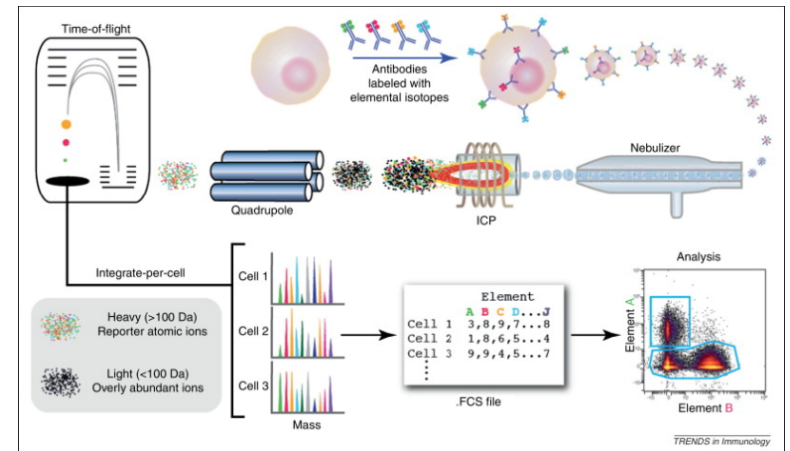 Time-of-flight
Antibodies
labeled with
elemental isotopes
Nebulizer
Quadrupole
ICP
Integrate-per-cell
Analysis
Heavy (>100 Da)
Reporter atomic ions
Light (<100 Da)
Overly abundant ions
Cell 1
Cell 2
Cell 3
Mass
Element
A B C D...J
Cell 1 3,8,9,7...8
Cell 2 1,8,6,5...4
Cell 3 9,9,4,5...7
.FCS file
Element A
Element B
TRENDS in Immunology